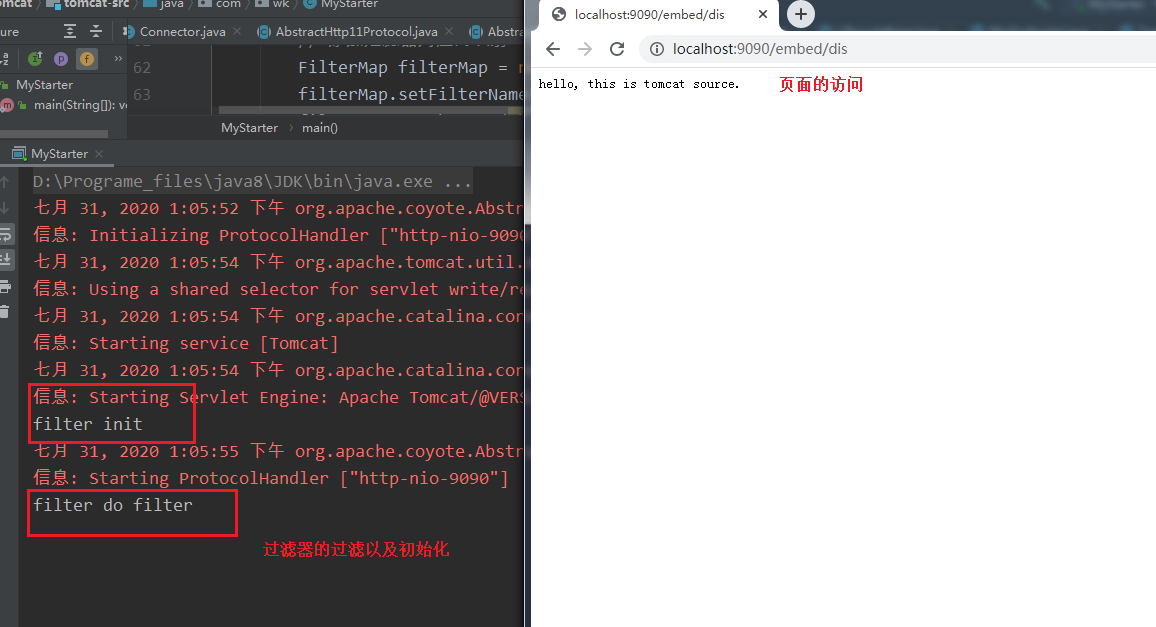 omcat
tomcat-src
java
com
wk
MyStarter
ure
Connector.java
AbstractHttp11Protocol.java
Abstra
MyStarter
main(String[]): vo
62
FilterMap filterMap =
63
filterMap.setFilterName
MyStarter
main()
MyStarter
D:\Programe_files\java8\JDK\bin\java.exe ...
七月 31, 2020 1:05:52 下午 org.apache.coyote.Abstr
信息: Initializing ProtocolHandler ["http-nio-9090
七月 31, 2020 1:05:54 下午 org.apache.tomcat.util.
信息: Using a shared selector for servlet write/re
七月 31, 2020 1:05:54 下午 org.apache.catalina.cor
信息: Starting service [Tomcat]
七月 31, 2020 1:05:54 下午 org.apache.catalina.cor
信息: Starting Servlet Engine: Apache Tomcat/@VERS
filter init
七月 31, 2020 1:05:55 下午 org.apache.coyote.Abstr
信息: Starting ProtocolHandler ["http-nio-9090"]
filter do filter
过滤器的过滤以及初始化
localhost:9090/embed/dis
localhost:9090/embed/dis
hello, this is tomcat source.
页面的访问